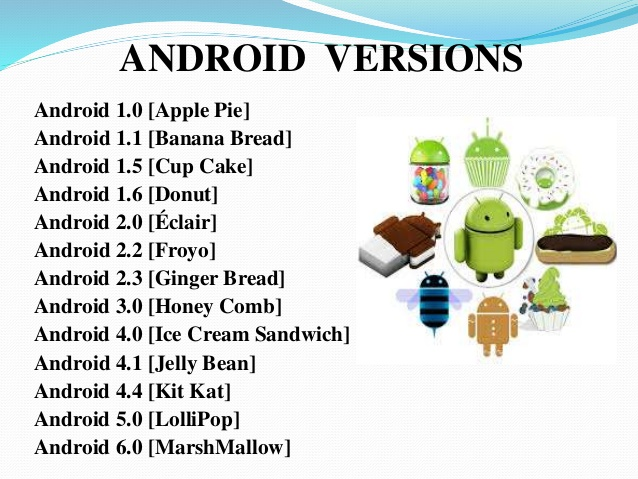 ANDROID VERSIONS
Android 1.0 [Apple Pie]
Android 1.1 [Banana Bread]
Android 1.5 [Cup Cake]
Android 1.6 [Donut]
Android 2.0 [Éclair]
Android 2.2 [Froyo]
Android 2.3 [Ginger Bread]
Android 3.0 [Honey Comb]
Android 4.0 [Ice Cream Sandwich]
Android 4.1 [Jelly Bean]
Android 4.4 [Kit Kat]
Android 5.0 [LolliPop]
Android 6.0 [MarshMallow]